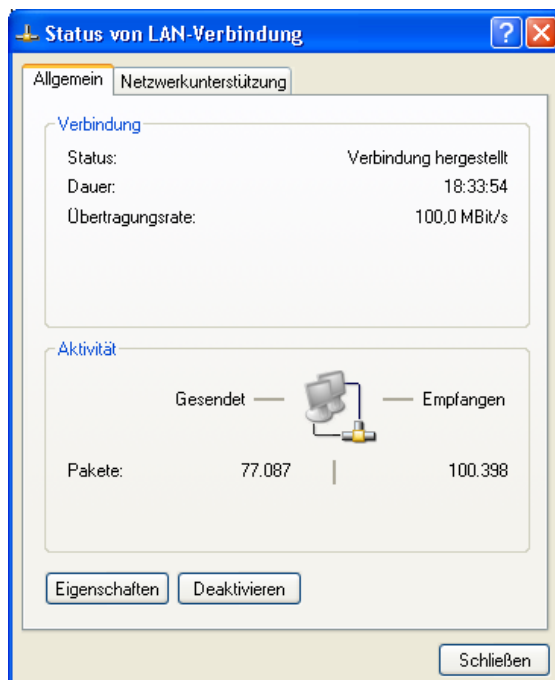 Status von LAN-Verbindung
Allgemein Netzwerkunterstützung
Verbindung
Status: Verbindung hergestellt
Dauer: 18:33:54
Übertragungsrate: 100,0 MBit/s
Aktivität
Gesendet Empfangen
Pakete: 77.087 100.398
Eigenschaften Deaktivieren
Schließen